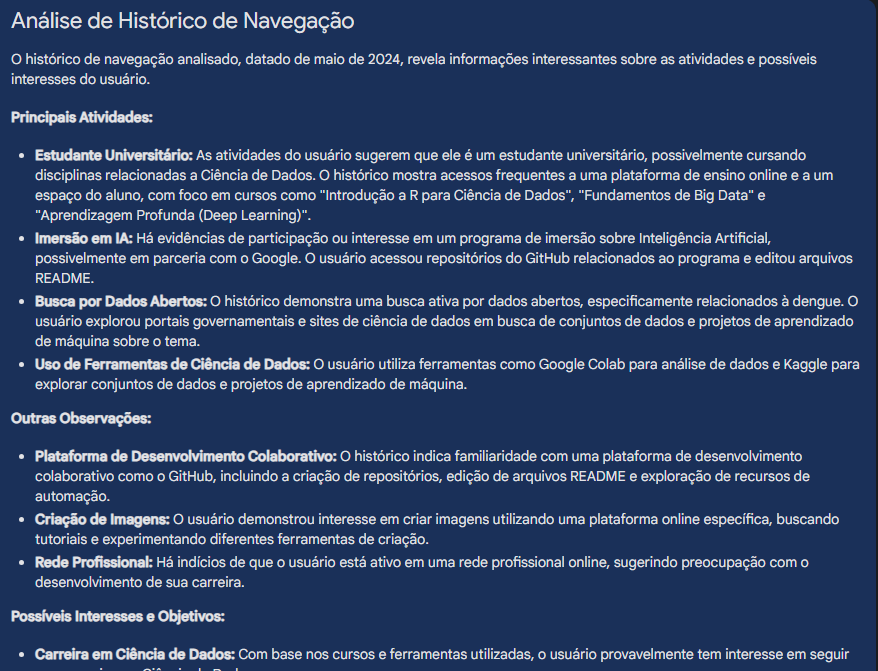 Análise de Histórico de Navegação
O histórico de navegação analisado, datado de maio de 2024, revela informações interessantes sobre as atividades e possíveis
interesses do usuário.
Principais Atividades:
• Estudante Universitário: As atividades do usuário sugerem que ele é um estudante universitário, possivelmente cursando
disciplinas relacionadas a Ciência de Dados. O histórico mostra acessos frequentes a uma plataforma de ensino online e a um
espaço do aluno, com foco em cursos como "Introdução a R para Ciência de Dados", "Fundamentos de Big Data" e
"Aprendizagem Profunda (Deep Learning)".
• Imersão em IA: Há evidências de participação ou interesse em um programa de imersão sobre Inteligência Artificial,
possivelmente em parceria com o Google. O usuário acessou repositórios do GitHub relacionados ao programa e editou arquivos
README.
• Busca por Dados Abertos: O histórico demonstra uma busca ativa por dados abertos, especificamente relacionados à dengue. O
usuário explorou portais governamentais e sites de ciência de dados em busca de conjuntos de dados e projetos de aprendizado
de máquina sobre o tema.
• Uso de Ferramentas de Ciência de Dados: O usuário utiliza ferramentas como Google Colab para análise de dados e Kaggle para
explorar conjuntos de dados e projetos de aprendizado de máquina.
Outras Observações:
• Plataforma de Desenvolvimento Colaborativo: O histórico indica familiaridade com uma plataforma de desenvolvimento
colaborativo como o GitHub, incluindo a criação de repositórios, edição de arquivos README e exploração de recursos de
automação.
• Criação de Imagens: O usuário demonstrou interesse em criar imagens utilizando uma plataforma online específica, buscando
tutoriais e experimentando diferentes ferramentas de criação.
• Rede Profissional: Há indícios de que o usuário está ativo em uma rede profissional online, sugerindo preocupação com o
desenvolvimento de sua carreira.
Possíveis Interesses e Objetivos:
• Carreira em Ciência de Dados: Com base nos cursos e ferramentas utilizadas, o usuário provavelmente tem interesse em seguir